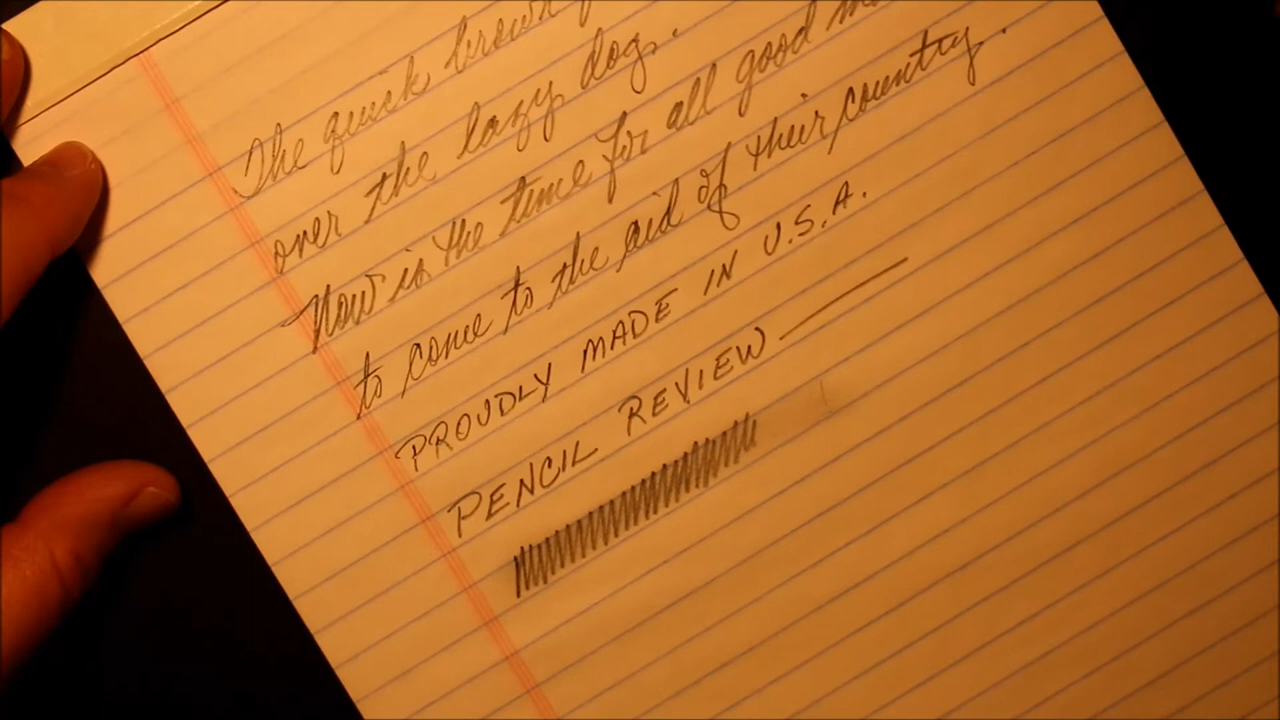 The quick brown
over the lazy dog.
Now is the time for all good
to come to the aid of their country.
PROUDLY MADE IN U.S.A.
PENCIL REVIEW